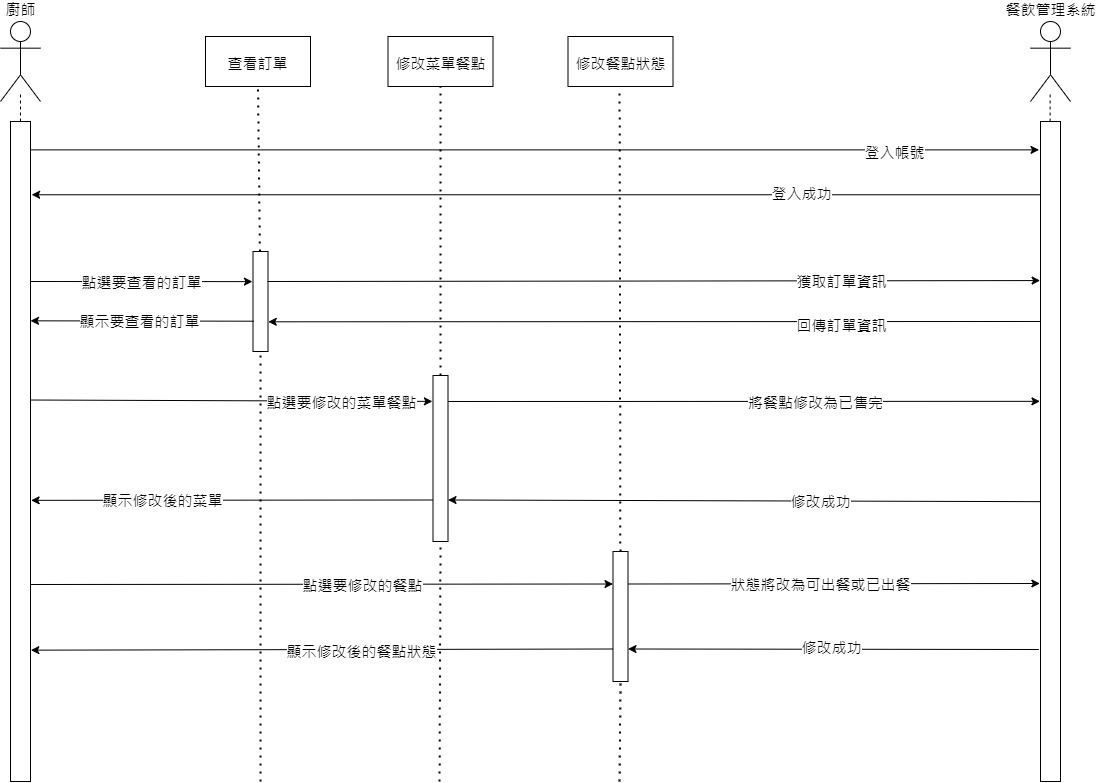 廚師
餐飲管理系統
查看訂單
修改菜單餐點
修改餐點狀態
登入帳號
登入成功
點選要查看的訂單
獲取訂單資訊
顯示要查看的訂單
回傳訂單資訊
點選要修改的菜單餐點
將餐點修改為已售完
顯示修改後的菜單
修改成功
點選要修改的餐點
狀態將改為可出餐或已出餐
顯示修改後的餐點狀態
修改成功